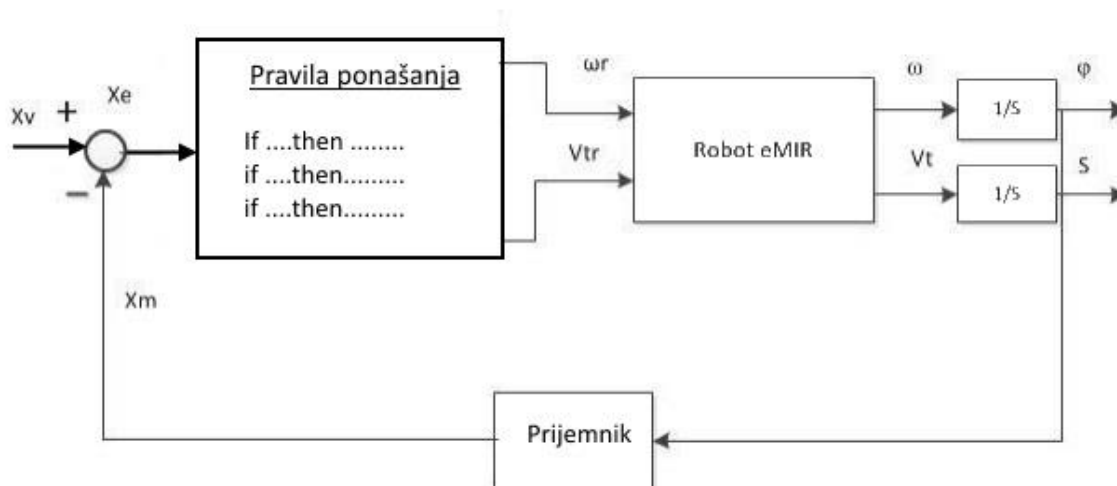 Pravila ponašanja
ωr
ω
φ
Xv
+
Xe
1/S
If ....then ........
if ....then.........
if ....then.........
Vtr
Robot eMIR
Vt
S
1/S
−
Xm
Prijemnik